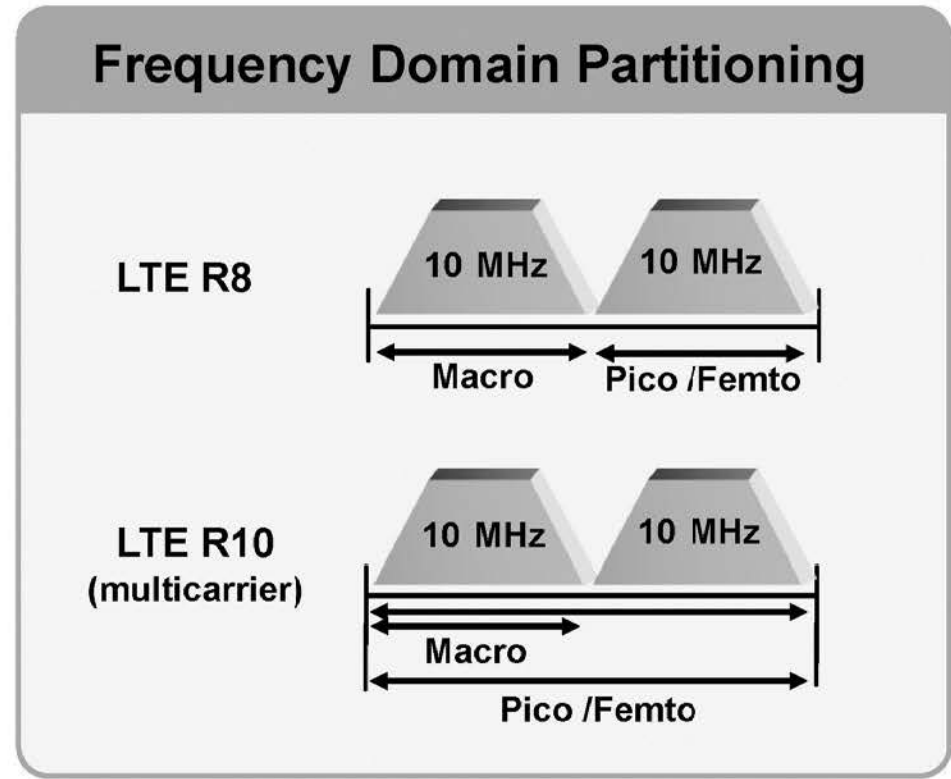 Frequency Domain Partitioning
LTE R8
10 MHz
10 MHz
Macro
Pico /Femto
LTE R10
(multicarrier)
10 MHz
10 MHz
Macro
Pico /Femto